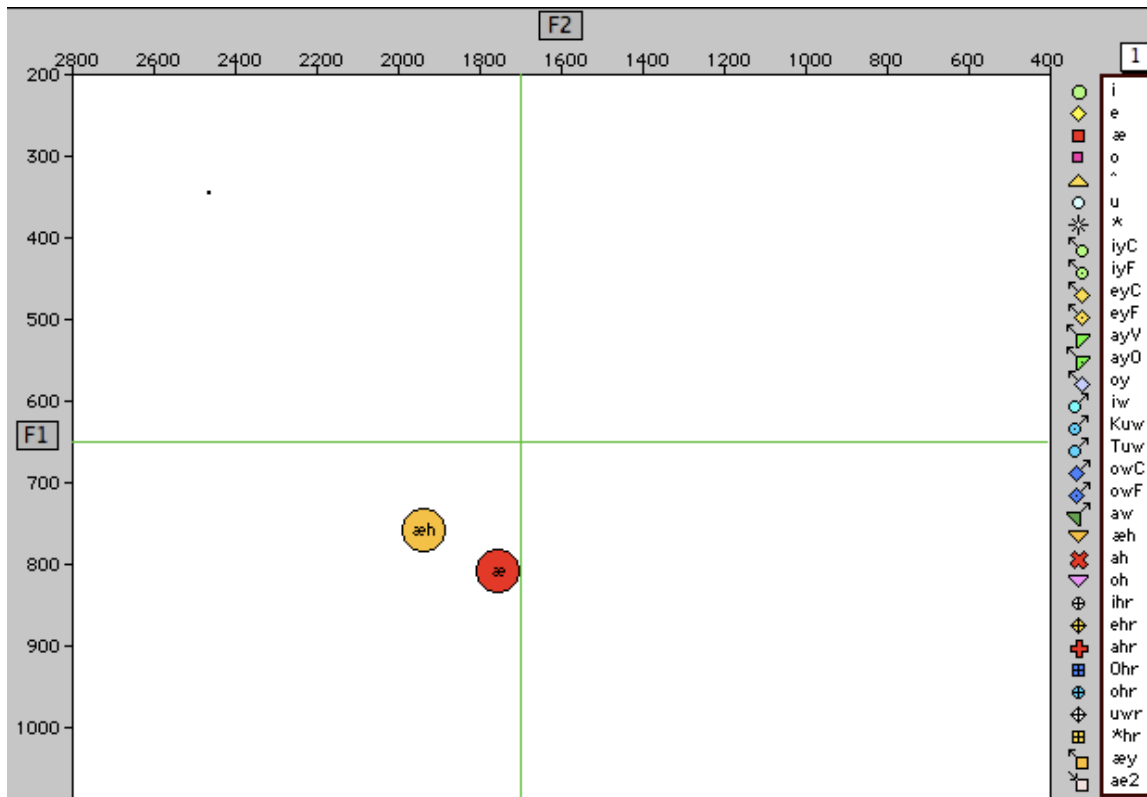 F2
2800 2600 2400 2200 2000 1800 1600 1400 1200 1000 800 600 400
1
200
300
400
500
600
F1
700
800
900
1000
æh
æ
i
e
æ
o
^
u
*
iyC
iyF
eyC
eyF
ayV
ay0
oy
iw
Kuw
Tuw
owC
owF
aw
æh
ah
oh
ihr
ehr
ahr
Ohr
ohr
uwr
*hr
æy
ae2